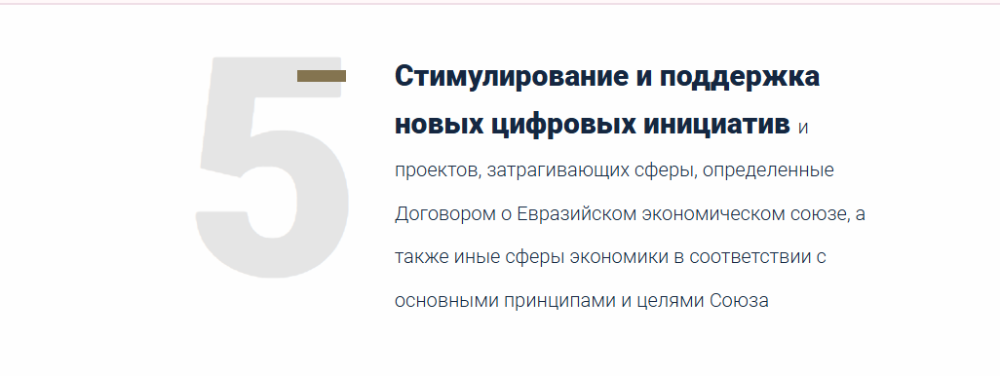 5
Стимулирование и поддержка
новых цифровых инициатив и
проектов, затрагивающих сферы, определенные
Договором о Евразийском экономическом союзе, а
также иные сферы экономики в соответствии с
основными принципами и целями Союза